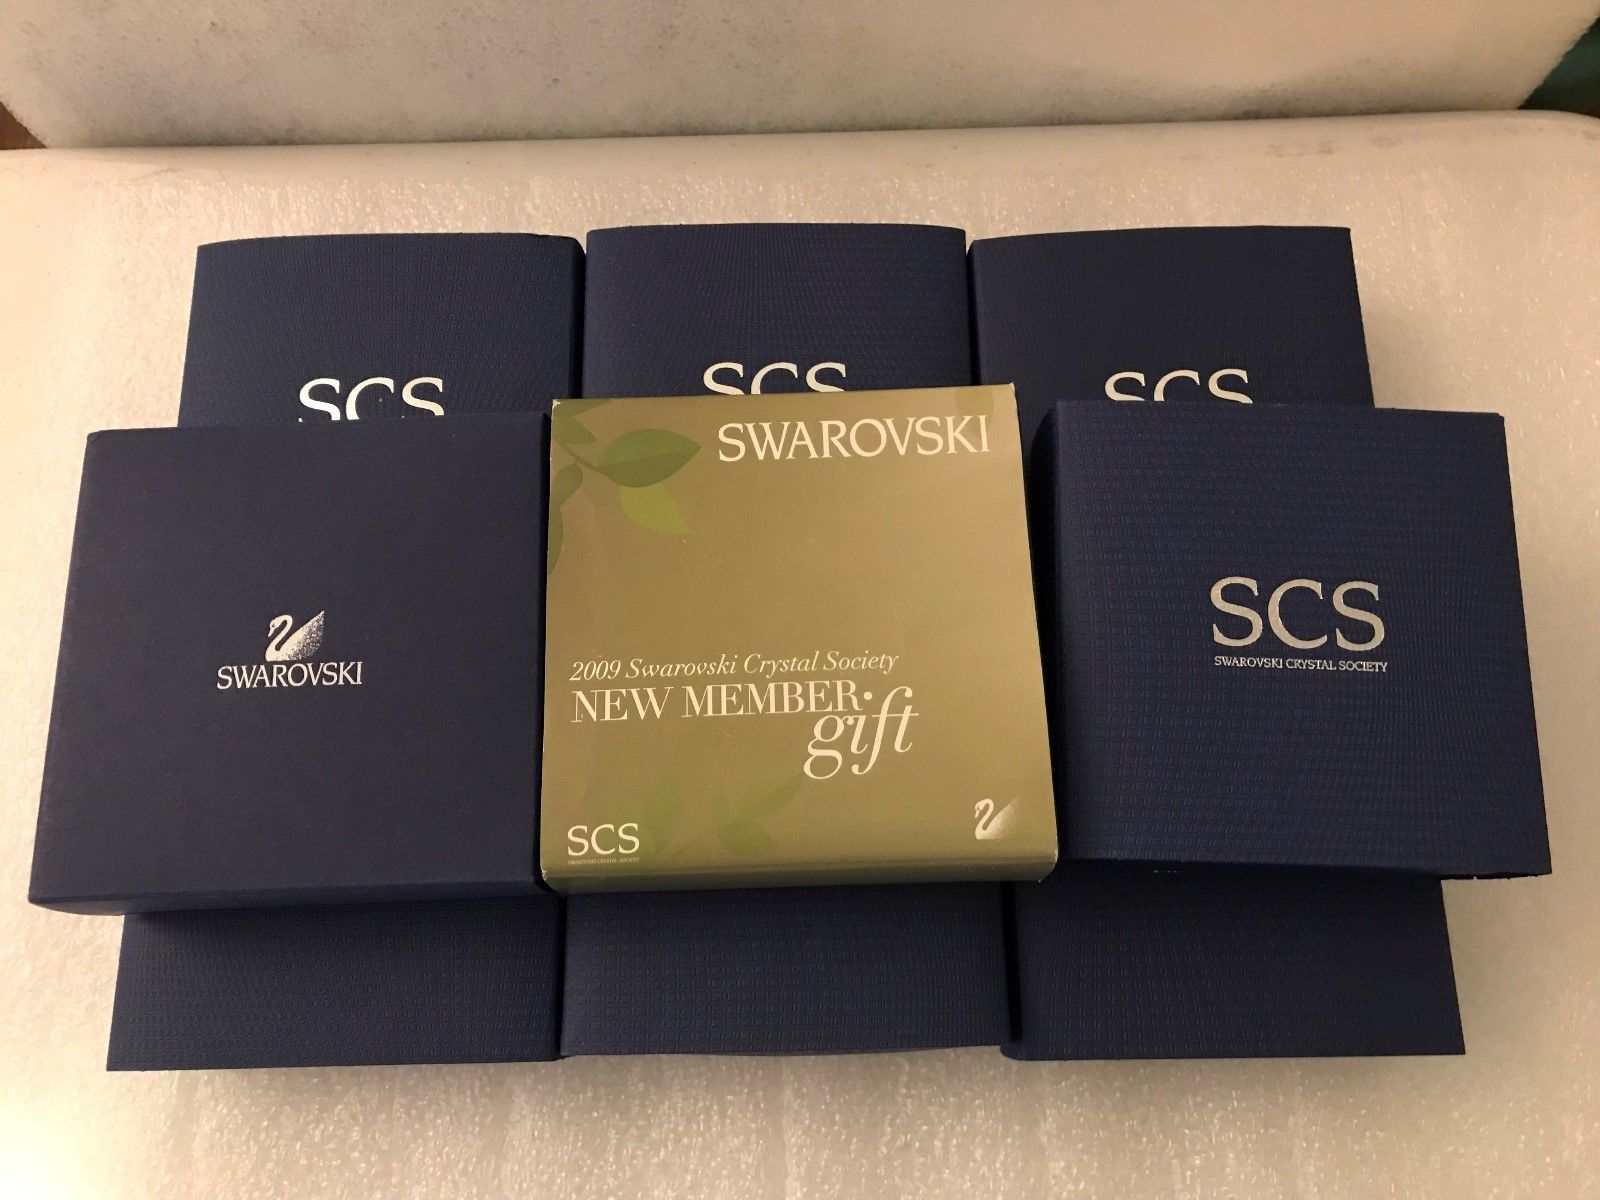 SCS
SCS
SCS
SWAROVSKI
SWAROVSKI
2009 Swarovski Crystal Society
NEW MEMBER
gift
SCS
SWAROVSKI CRYSTAL SOCIETY
SCS
SWAROVSKI CRYSTAL SOCIETY